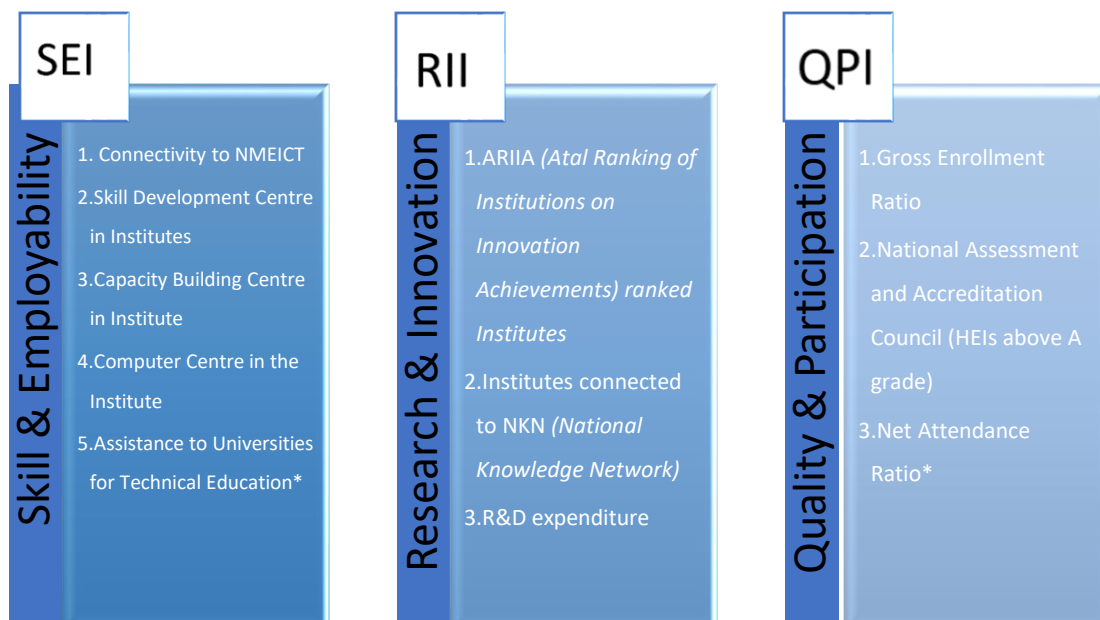 SEI
Skill & Employability
1. Connectivity to NMEICT
2.Skill Development Centre
in Institutes
3.Capacity Building Centre
in Institute
4.Computer Centre in the
Institute
5.Assistance to Universities
for Technical Education*
RII
Research & Innovation
1.ARIIA (Atal Ranking of
Institutions on
Innovation
Achievements) ranked
Institutes
2.Institutes connected
to NKN (National
Knowledge Network)
3.R&D expenditure
QPI
Quality & Participation
1.Gross Enrollment
Ratio
2.National Assessment
and Accreditation
Council (HEIs above A
grade)
3.Net Attendance
Ratio*